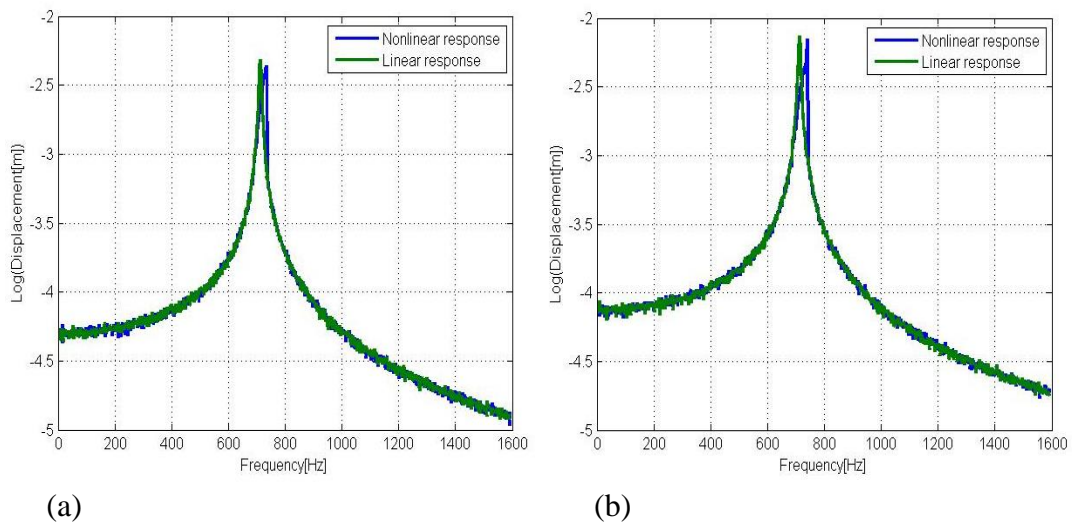 -2
-2.5
-3
-3.5
-4
-4.5
-5
Log(Displacement[m])
Nonlinear response
Linear response
0 200 400 600 800 1000 1200 1400 1600
Frequency[Hz]
(a)
-2
-2.5
-3
-3.5
-4
-4.5
-5
Log(Displacement[m])
Nonlinear response
Linear response
0 200 400 600 800 1000 1200 1400 1600
Frequency[Hz]
(b)